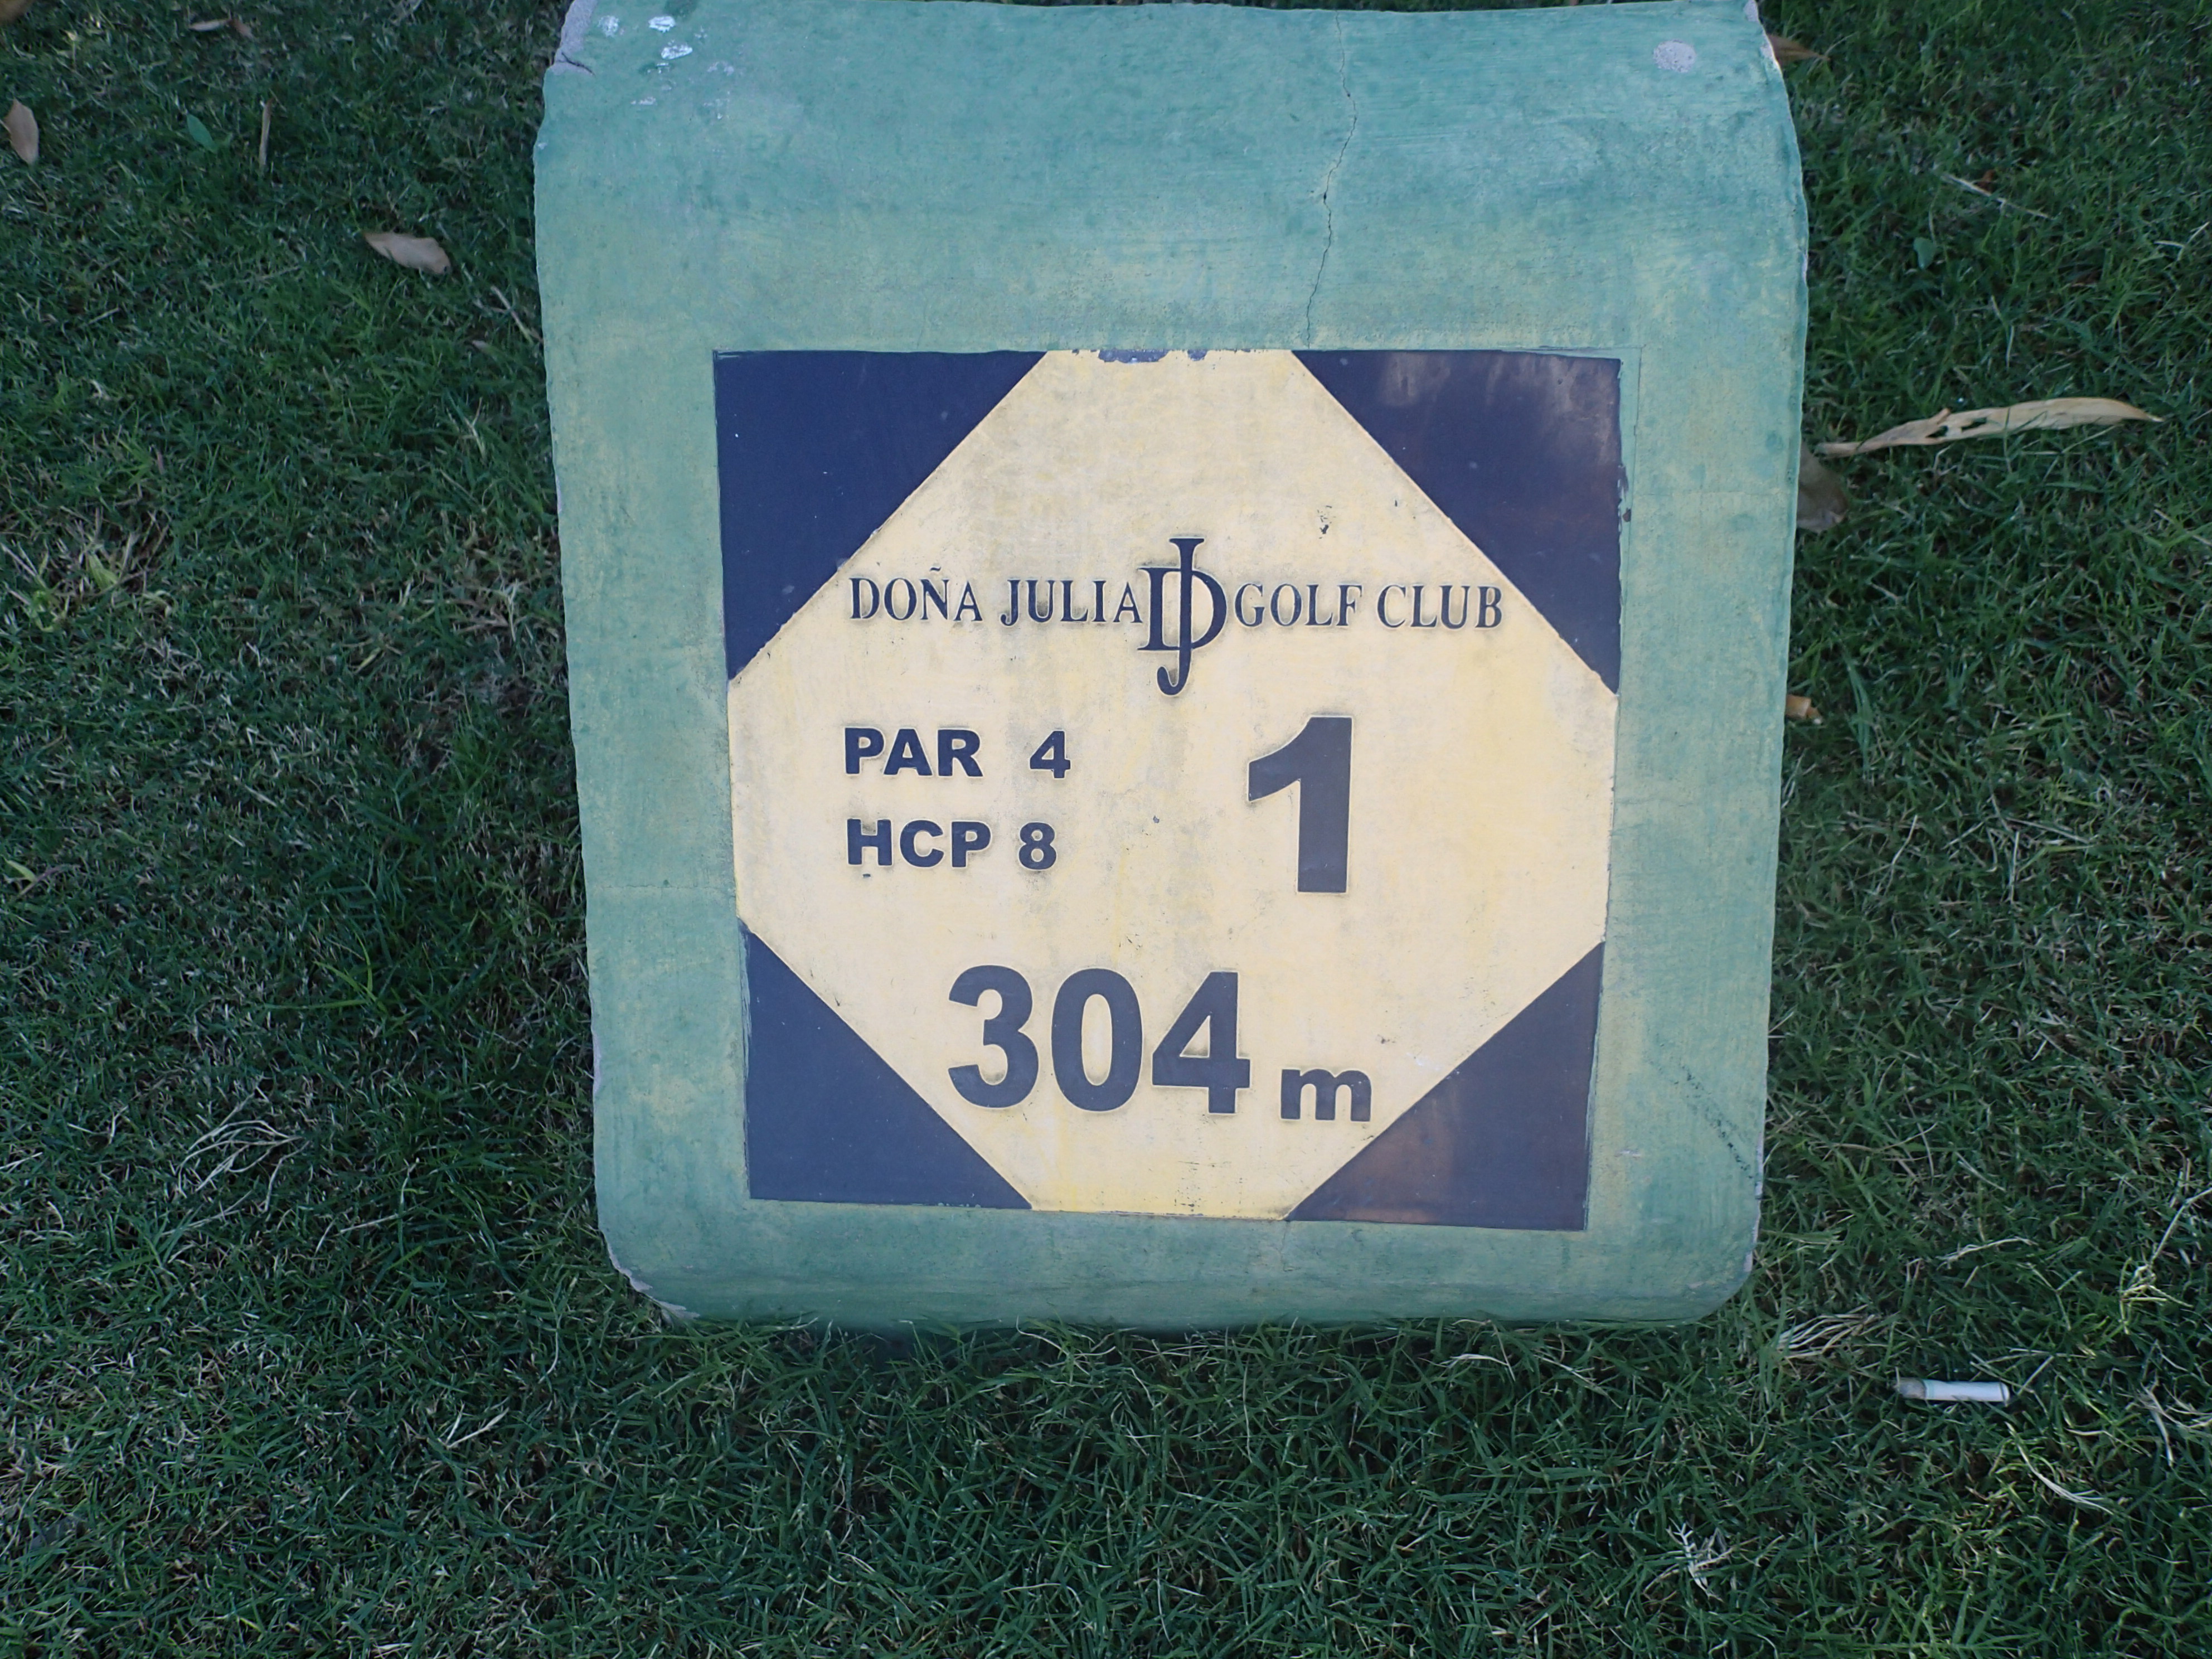 DOÑA JULIA DJ GOLF CLUB
PAR 4
HCP 8
1
304 m